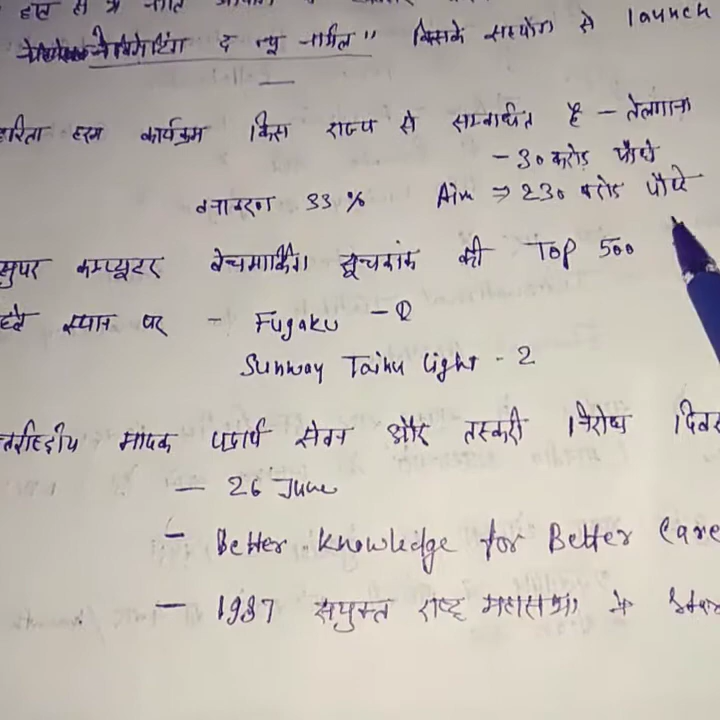 नेविगेटिंग द न्यू नार्मल" किसके सहयोग से launch
हरिता हरम कार्यक्रम किस राज्य से सम्बन्धित है - तेलंगाना
- 30 करोड़ पौधे
वनावरण 33 % Aim ⇒ 230 करोड़ पौधे
सुपर कम्प्यूटर बेंचमार्किंग सूचकांक की Top 500
स्थान पर - Fugaku -
Sunway Taihu Light - 2
मादक पदार्थ सेवन और तस्करी विरोध दिवस
- 26 June
- Better Knowledge for Better Care
- 1987 संयुक्त राष्ट्र महासभा